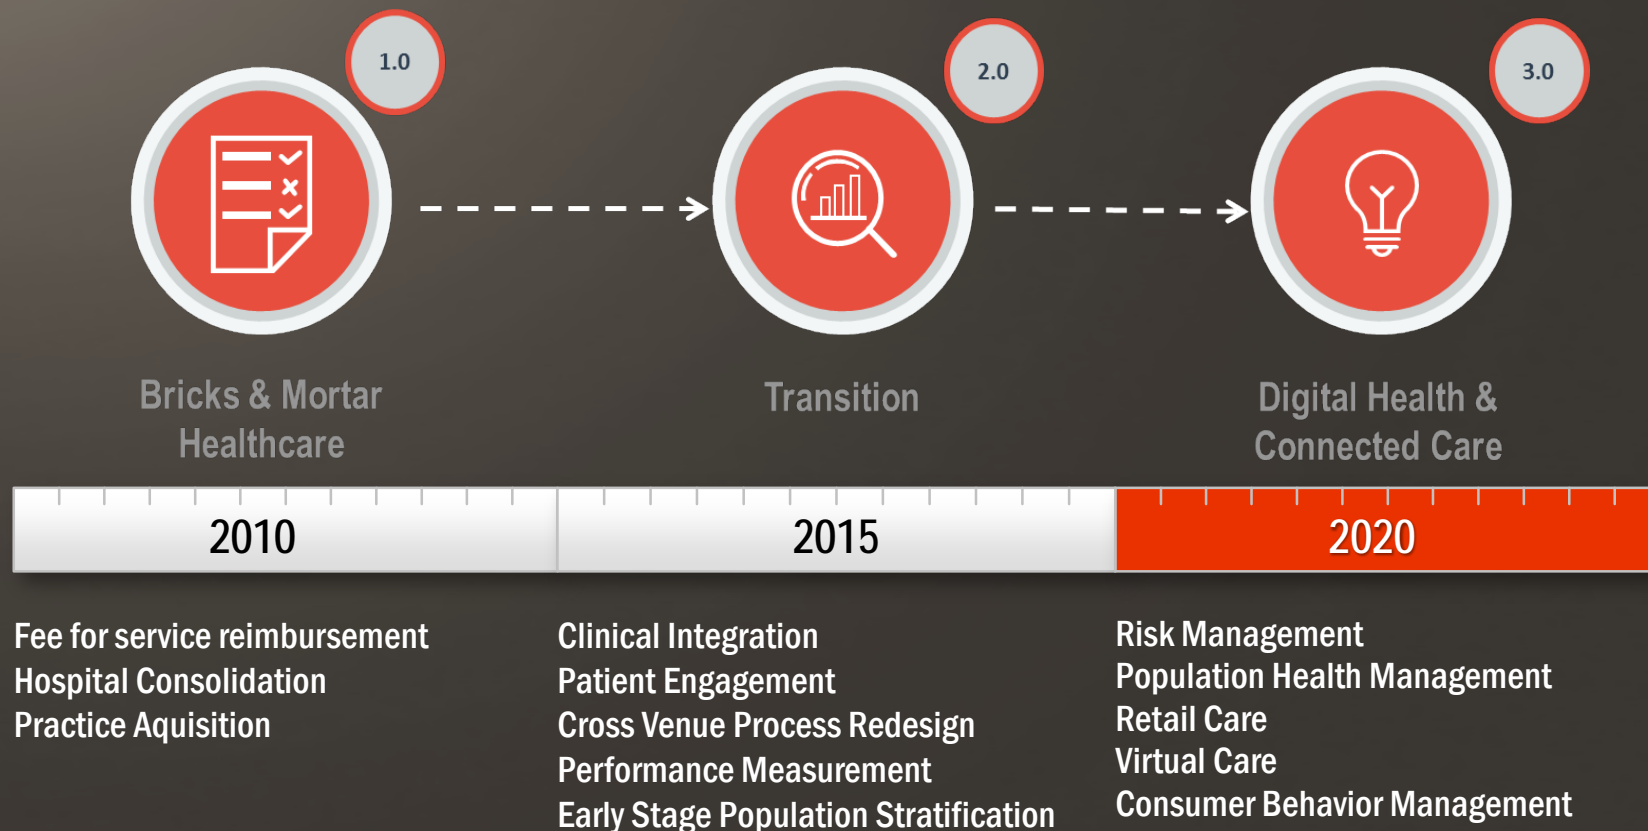 1.0
2.0
3.0
Bricks & Mortar
Healthcare
Transition
Digital Health &
Connected Care
2010
2015
2020
Fee for service reimbursement
Hospital Consolidation
Practice Aquisition
Clinical Integration
Patient Engagement
Cross Venue Process Redesign
Performance Measurement
Early Stage Population Stratification
Risk Management
Population Health Management
Retail Care
Virtual Care
Consumer Behavior Management